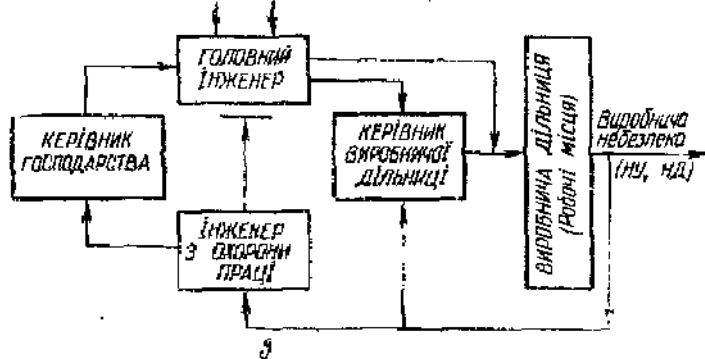 ГОЛОВНИЙ
ІНЖЕНЕР
КЕРІВНИК
ГОСПОДАРСТВА
КЕРІВНИК
ВИРОБНИЧОЇ
ДІЛЬНИЦІ
ВИРОБНИЧА ДІЛЬНИЦЯ
(Робочі місця)
Виробнича
небезпека
(НУ, НД)
ІНЖЕНЕР
З ОХОРОНИ
ПРАЦІ